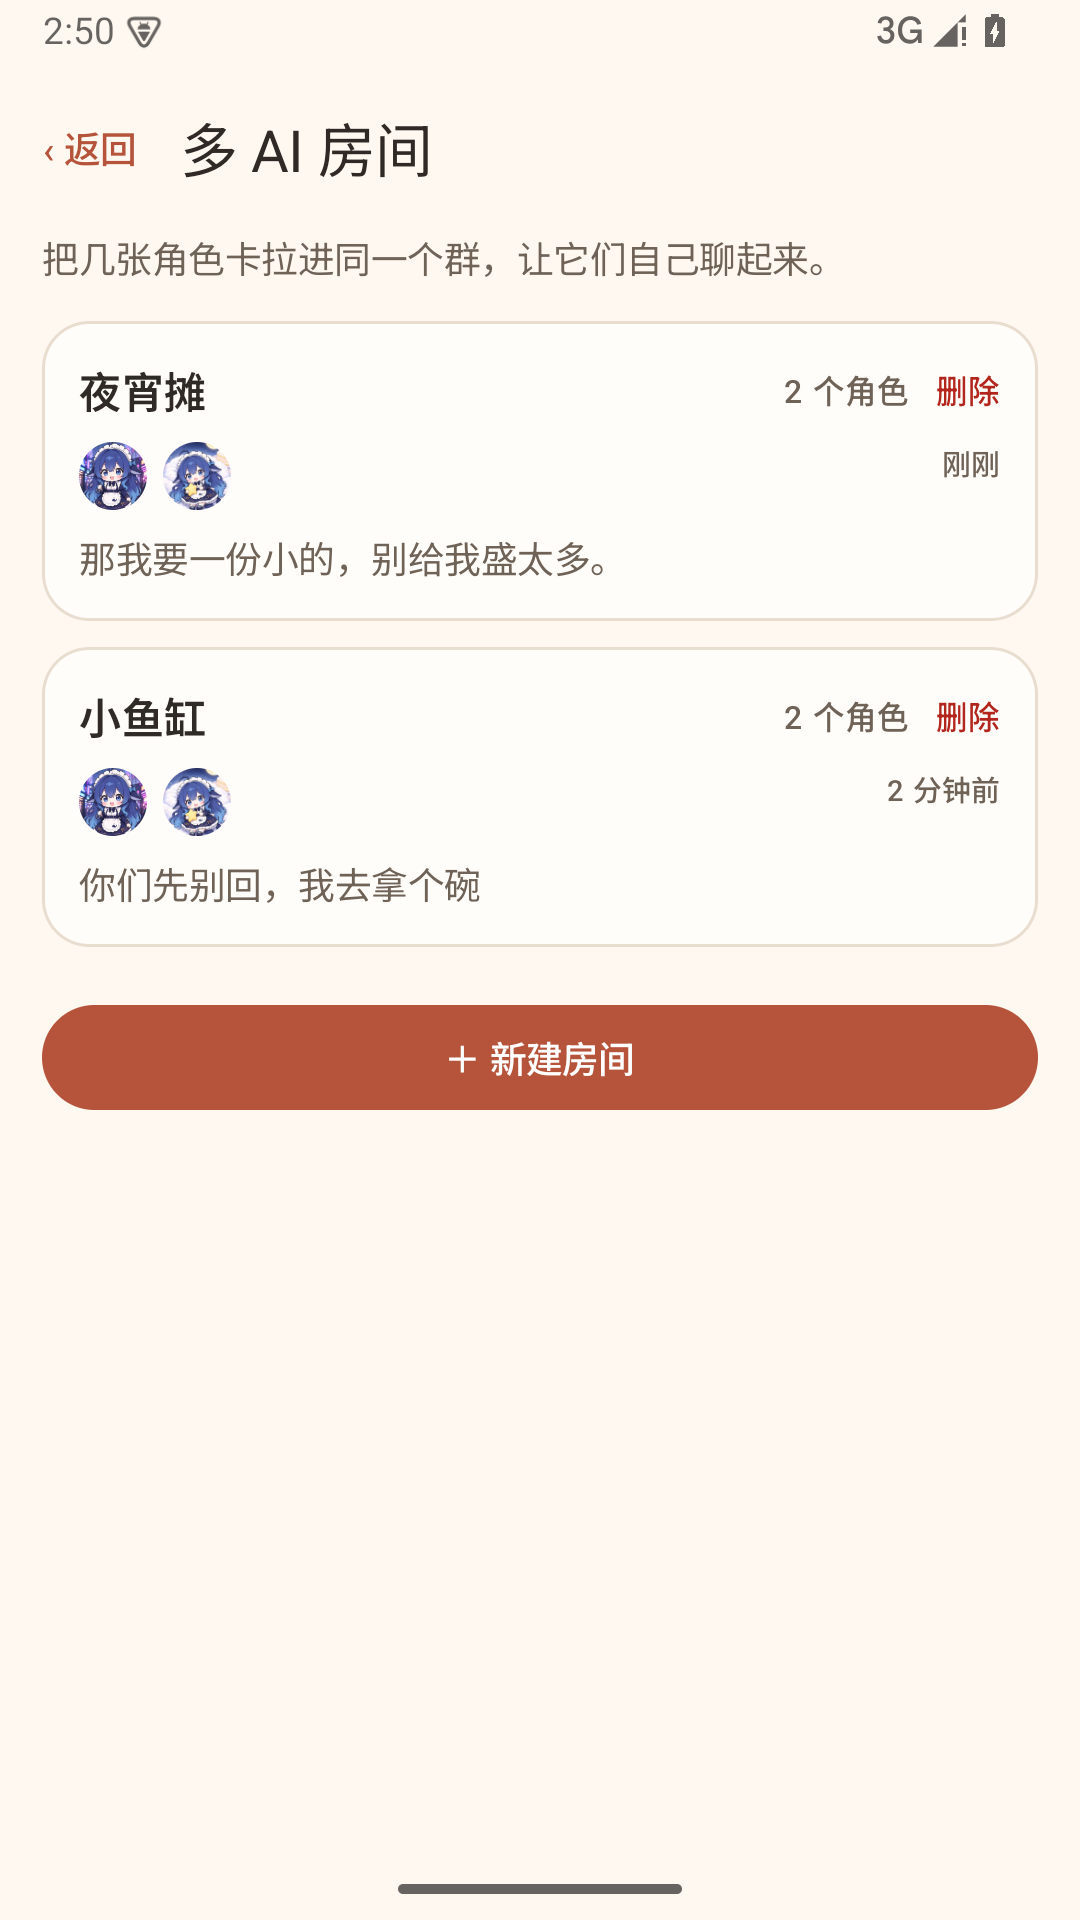 2:50
3G
‹ 返回
多 AI 房间
把几张角色卡拉进同一个群，让它们自己聊起来。
夜宵摊
2 个角色
删除
刚刚
那我要一份小的，别给我盛太多。
小鱼缸
2 个角色
删除
2 分钟前
你们先别回，我去拿个碗
＋ 新建房间